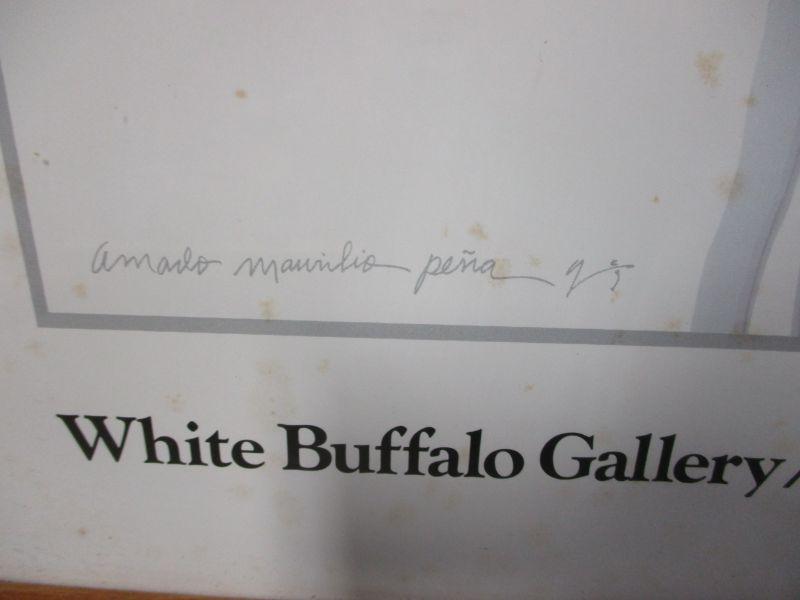 amado maurilio peña
White Buffalo Gallery/